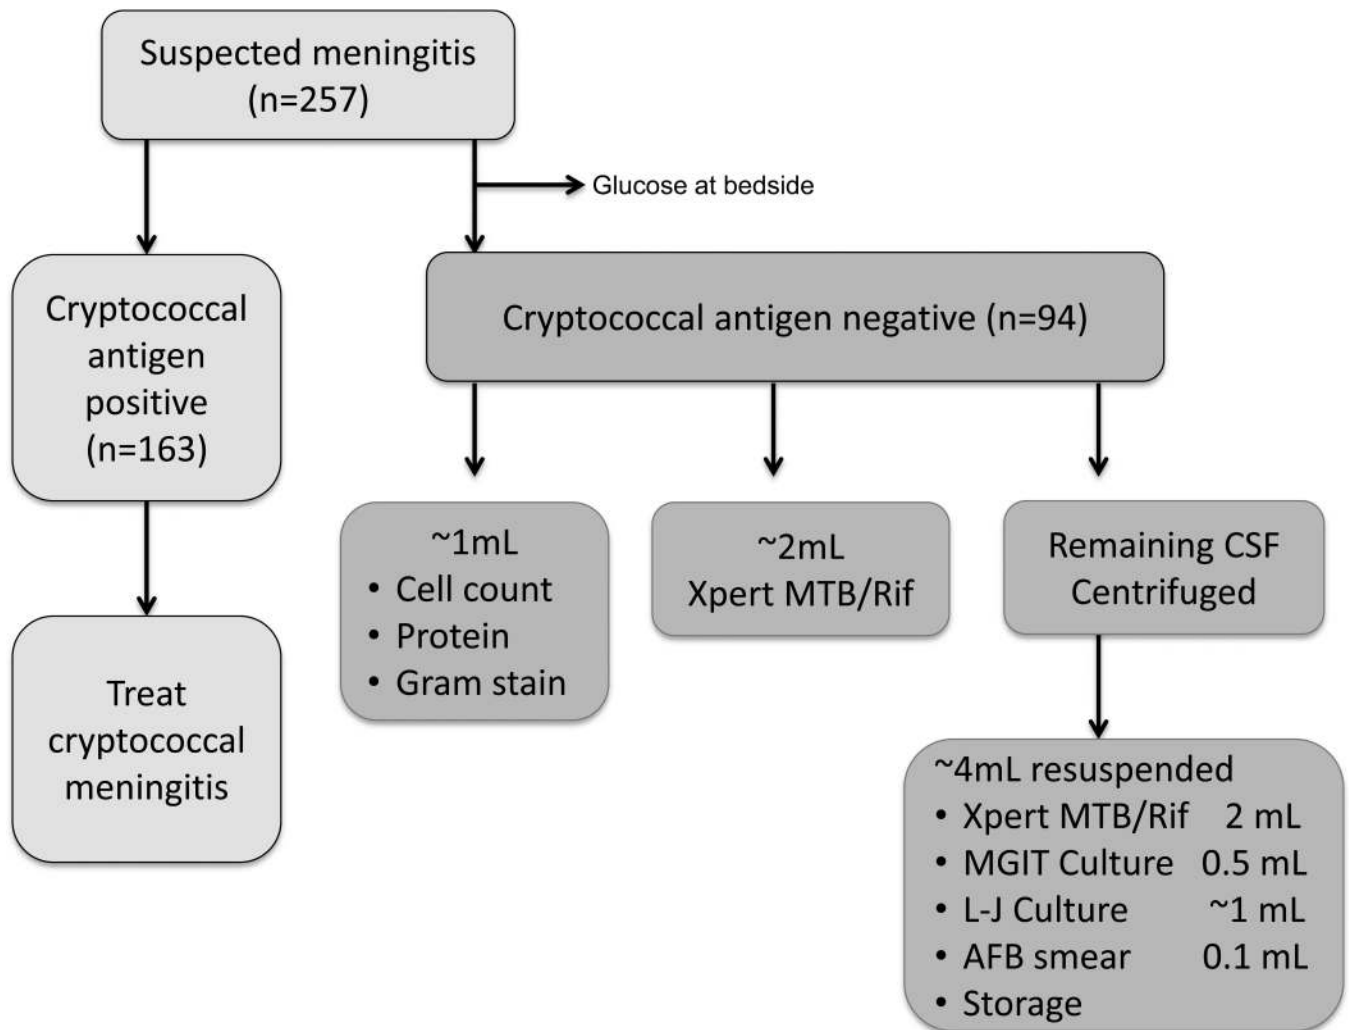 Suspected meningitis
(n=257)
Glucose at bedside
Cryptococcal
antigen
positive
(n=163)
Cryptococcal antigen negative (n=94)
Treat
cryptococcal
meningitis
~1mL
• Cell count
• Protein
• Gram stain
~2mL
Xpert MTB/Rif
Remaining CSF
Centrifuged
~4mL resuspended
• Xpert MTB/Rif 2 mL
• MGIT Culture 0.5 mL
• L-J Culture ~1 mL
• AFB smear 0.1 mL
• Storage